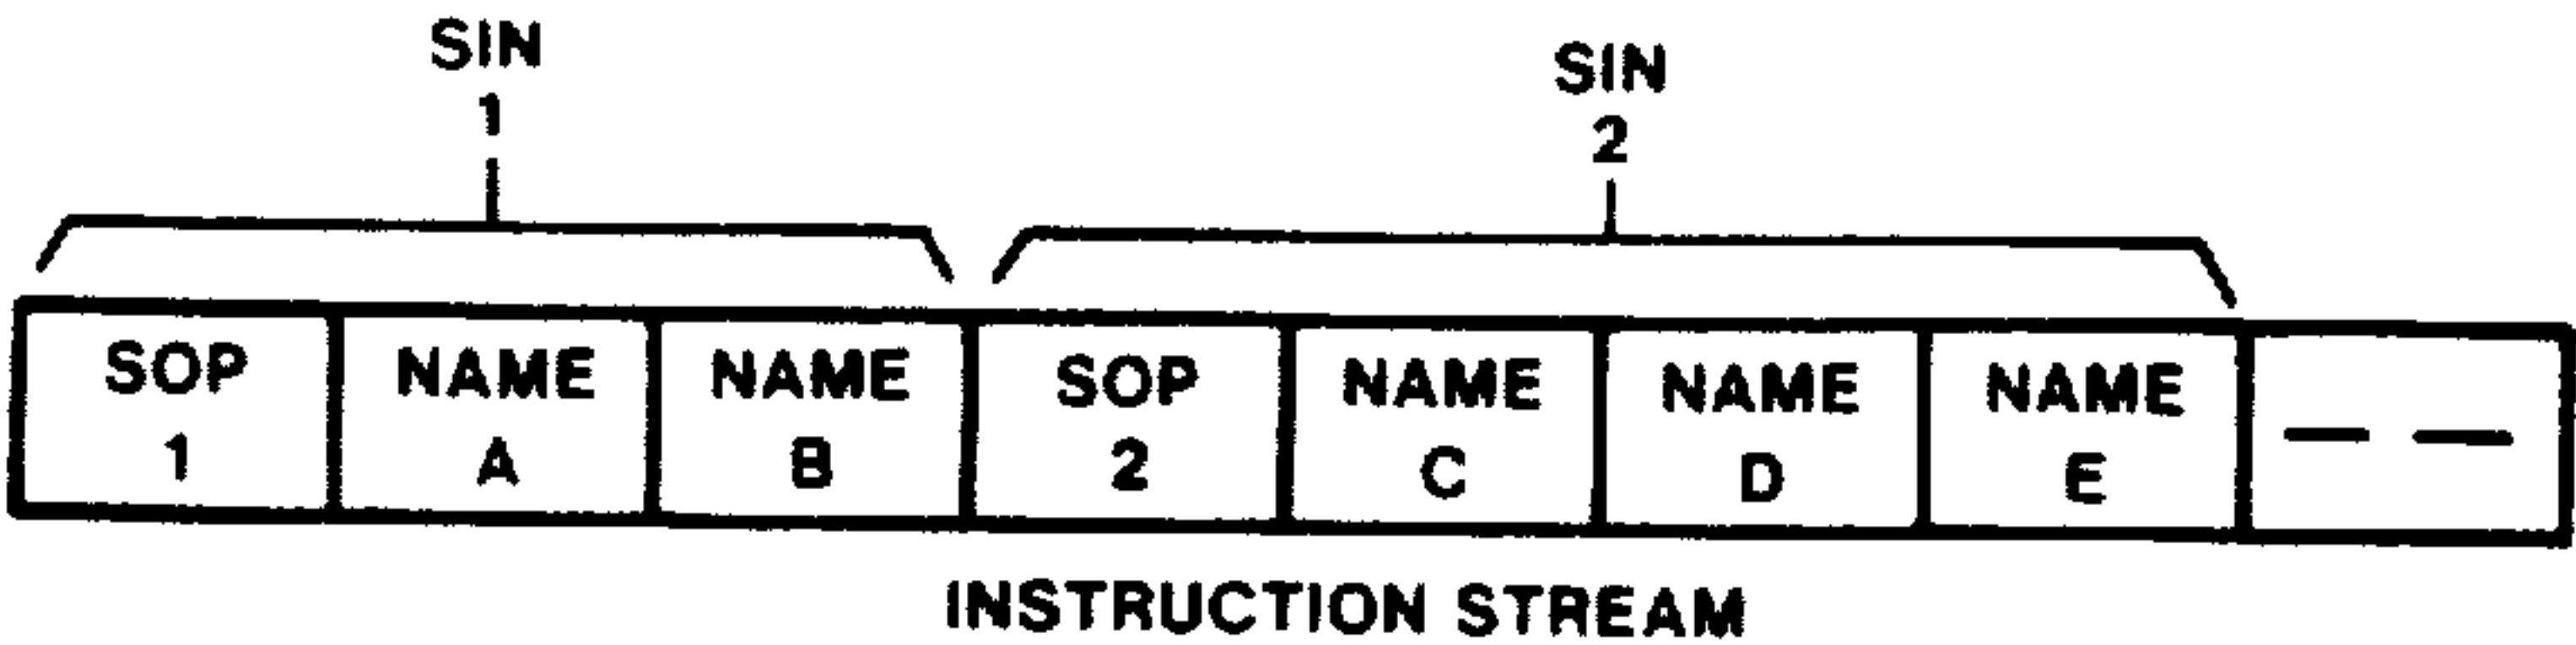 SIN
1
SIN
2
SOP
1
NAME
A
NAME
B
SOP
2
NAME
C
NAME
D
NAME
E
— —
INSTRUCTION STREAM